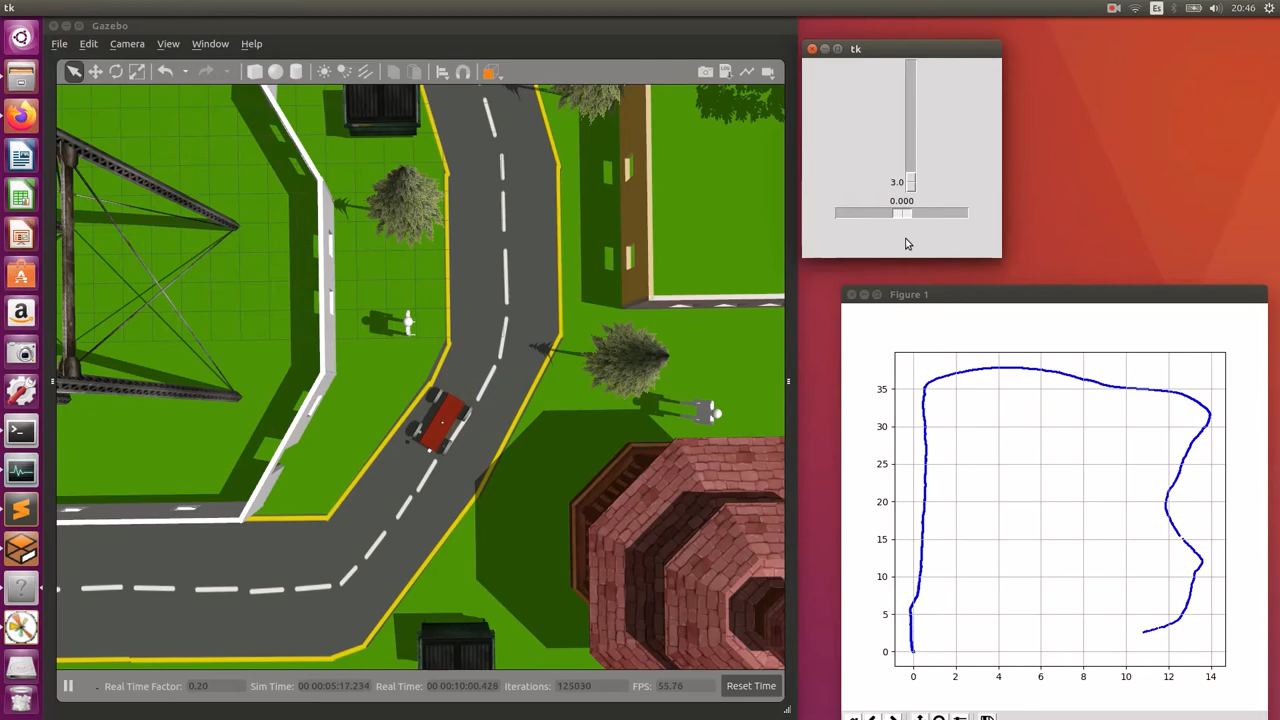 tk
Es
20:46
Gazebo
File Edit Camera View Window Help
LOG
Real Time Factor: 0.20 Sim Time: 00 00:05:17.234 Real Time: 00 00:10:00.428 Iterations: 125030 FPS: 55.76 Reset Time
tk
3.0
0.000
Figure 1
35
30
25
20
15
10
5
0
0 2 4 6 8 10 12 14